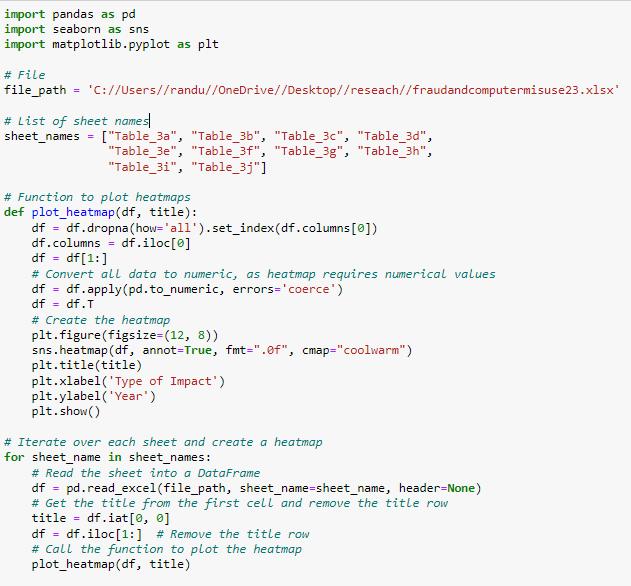 import pandas as pd
import seaborn as sns
import matplotlib.pyplot as plt
# File
file_path = 'C://Users//randu//OneDrive//Desktop//reseach//fraudandcomputermisuse23.xlsx'
# List of sheet names
sheet_names = ["Table_3a", "Table_3b", "Table_3c", "Table_3d",
"Table_3e", "Table_3f", "Table_3g", "Table_3h",
"Table_3i", "Table_3j"]
# Function to plot heatmaps
def plot_heatmap(df, title):
    df = df.dropna(how='all').set_index(df.columns[0])
    df.columns = df.iloc[0]
    df = df[1:]
    # Convert all data to numeric, as heatmap requires numerical values
    df = df.apply(pd.to_numeric, errors='coerce')
    df = df.T
    # Create the heatmap
    plt.figure(figsize=(12, 8))
    sns.heatmap(df, annot=True, fmt=".0f", cmap="coolwarm")
    plt.title(title)
    plt.xlabel('Type of Impact')
    plt.ylabel('Year')
    plt.show()
# Iterate over each sheet and create a heatmap
for sheet_name in sheet_names:
    # Read the sheet into a DataFrame
    df = pd.read_excel(file_path, sheet_name=sheet_name, header=None)
    # Get the title from the first cell and remove the title row
    title = df.iat[0, 0]
    df = df.iloc[1:]  # Remove the title row
    # Call the function to plot the heatmap
    plot_heatmap(df, title)